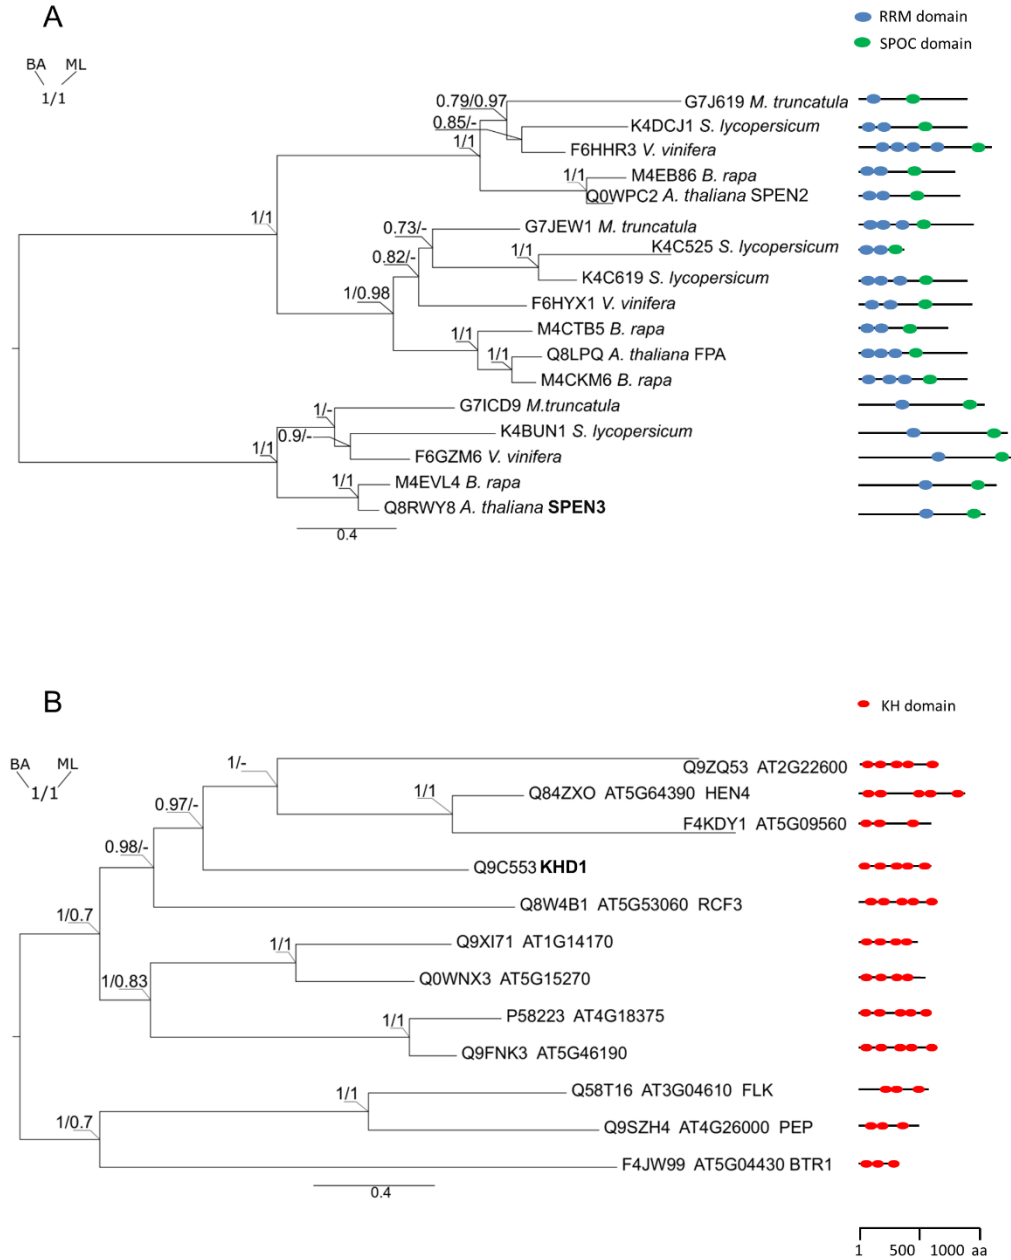 A
RRM domain
SPOC domain
BA ML
1/1
0.79/0.97
G7J619 M. truncatula
0.85/-
K4DCJ1 S. lycopersicum
1/1
F6HHR3 V. vinifera
1/1
M4EB86 B. rapa
Q0WPC2 A. thaliana SPEN2
1/1
0.73/-
G7JEW1 M. truncatula
1/1
K4C525 S. lycopersicum
0.82/-
K4C619 S. lycopersicum
1/0.98
F6HYX1 V. vinifera
1/1
M4CTB5 B. rapa
1/1
Q8LPQ A. thaliana FPA
M4CKM6 B. rapa
1/-
G7ICD9 M.truncatula
0.9/-
K4BUN1 S. lycopersicum
1/1
F6GZM6 V. vinifera
1/1
M4EVL4 B. rapa
Q8RWY8 A. thaliana SPEN3
0.4
B
KH domain
BA ML
1/1
1/-
Q9ZQ53 AT2G22600
1/1
Q84ZXO AT5G64390 HEN4
0.97/-
F4KDY1 AT5G09560
0.98/-
Q9C553 KHD1
Q8W4B1 AT5G53060 RCF3
1/0.7
1/1
Q9XI71 AT1G14170
1/0.83
Q0WNX3 AT5G15270
1/1
P58223 AT4G18375
Q9FNK3 AT5G46190
1/1
Q58T16 AT3G04610 FLK
1/0.7
Q9SZH4 AT4G26000 PEP
F4JW99 AT5G04430 BTR1
0.4
1 500 1000 aa